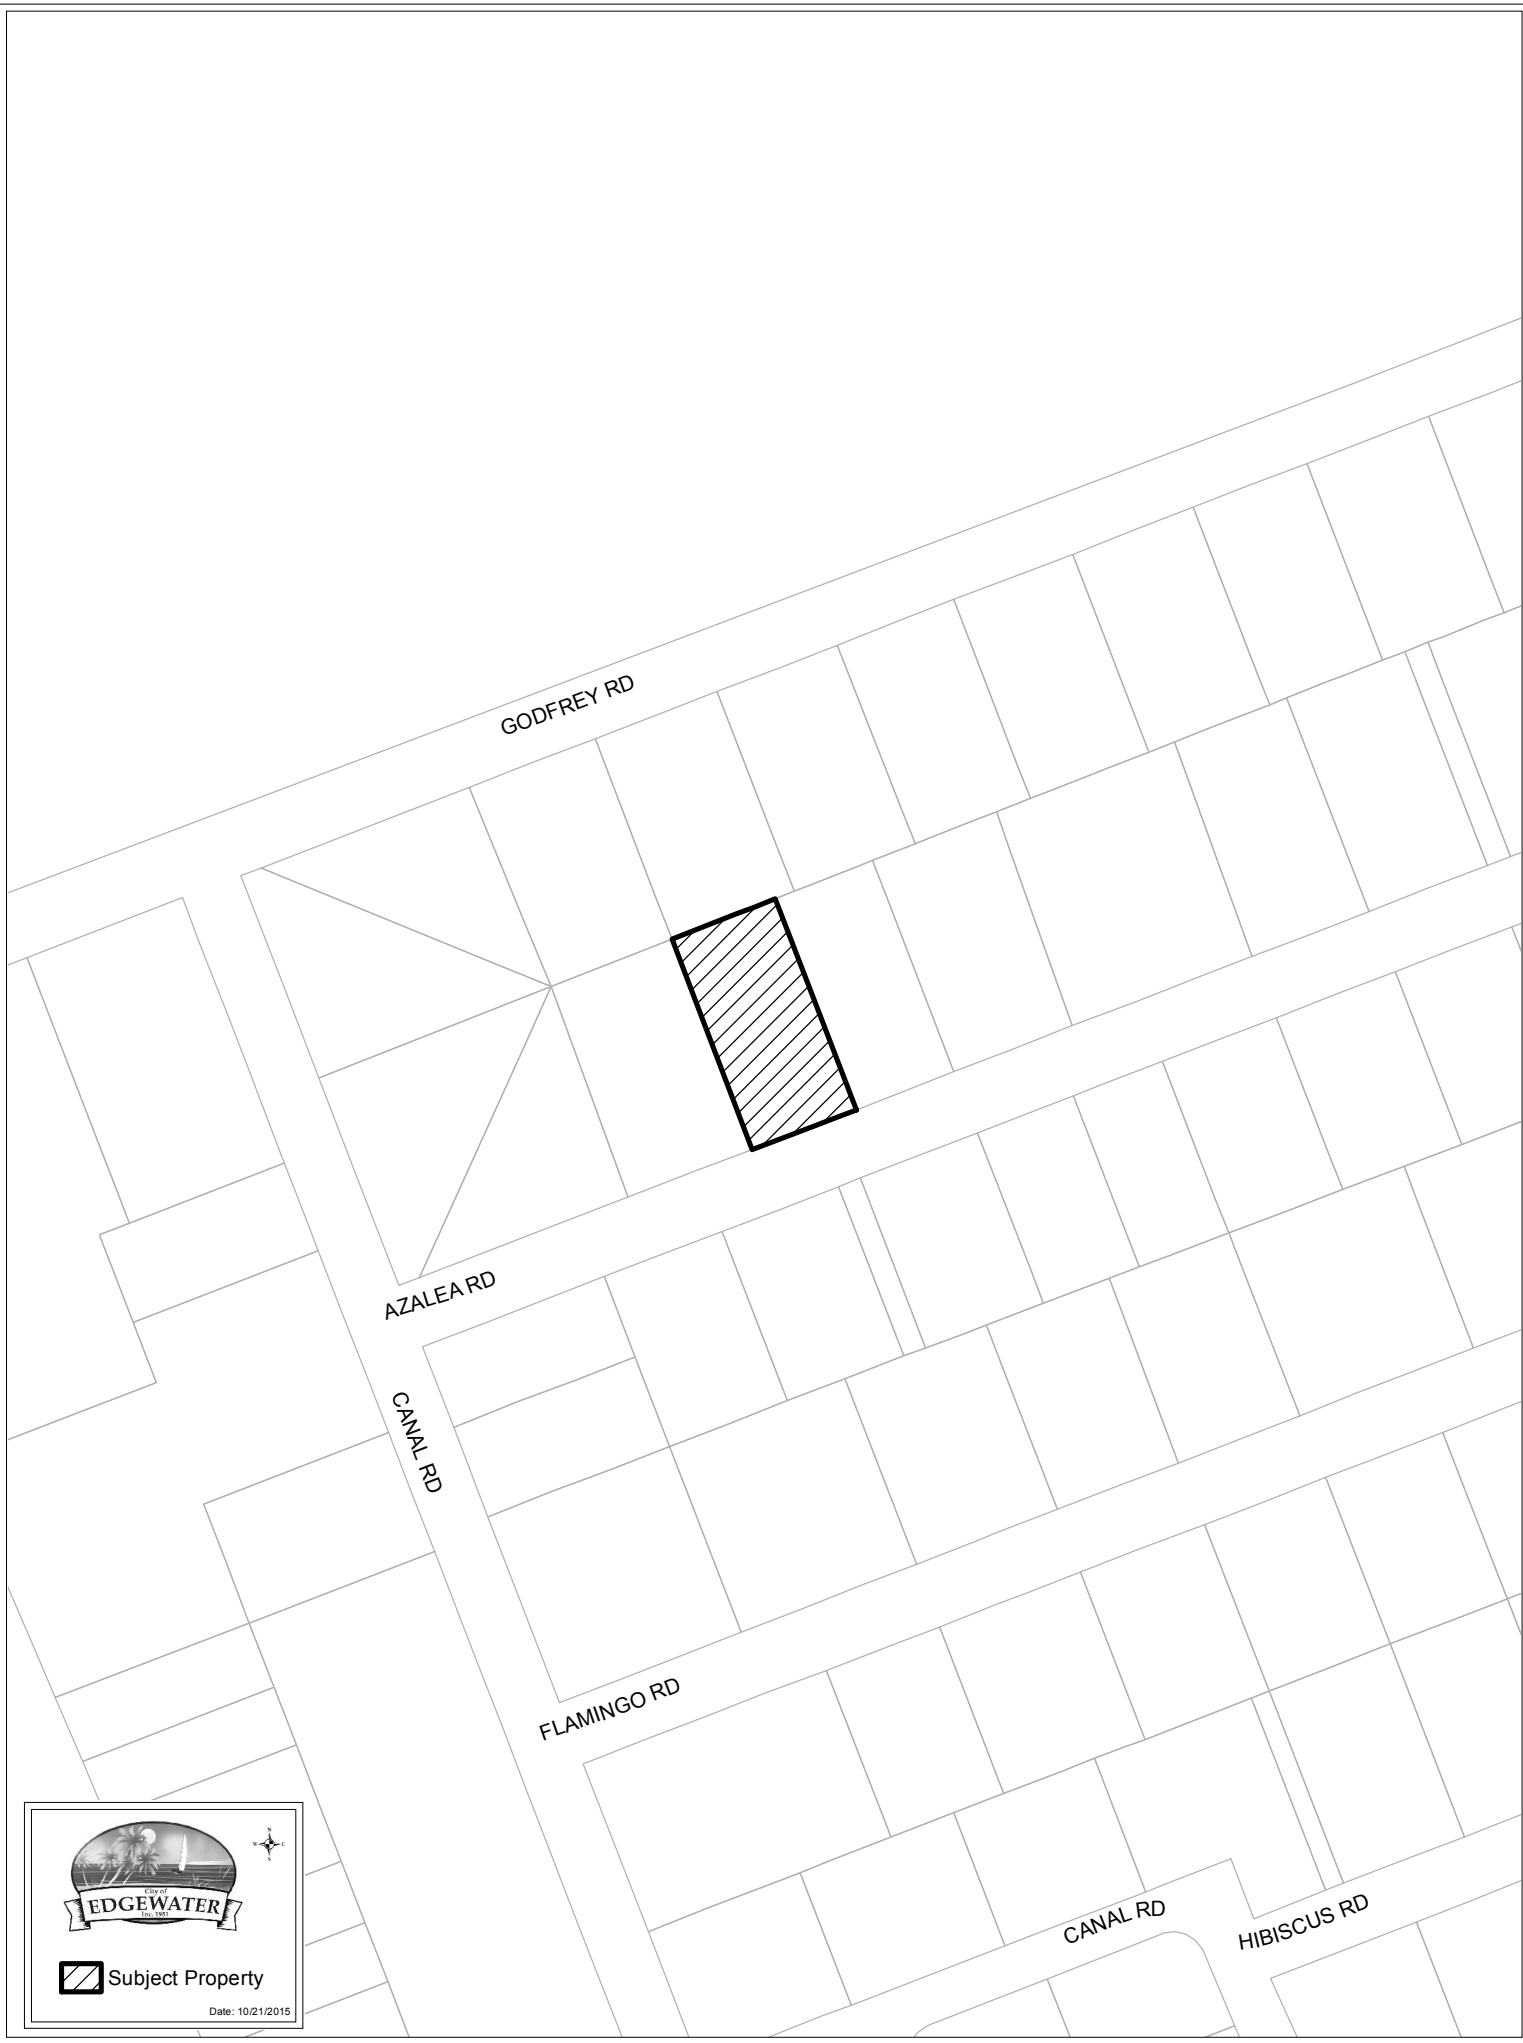 GODFREY RD
AZALEA RD
CANAL RD
FLAMINGO RD
CANAL RD
HIBISCUS RD
N
W E
S
City of
EDGEWATER
Inc. 1951
Subject Property
Date: 10/21/2015